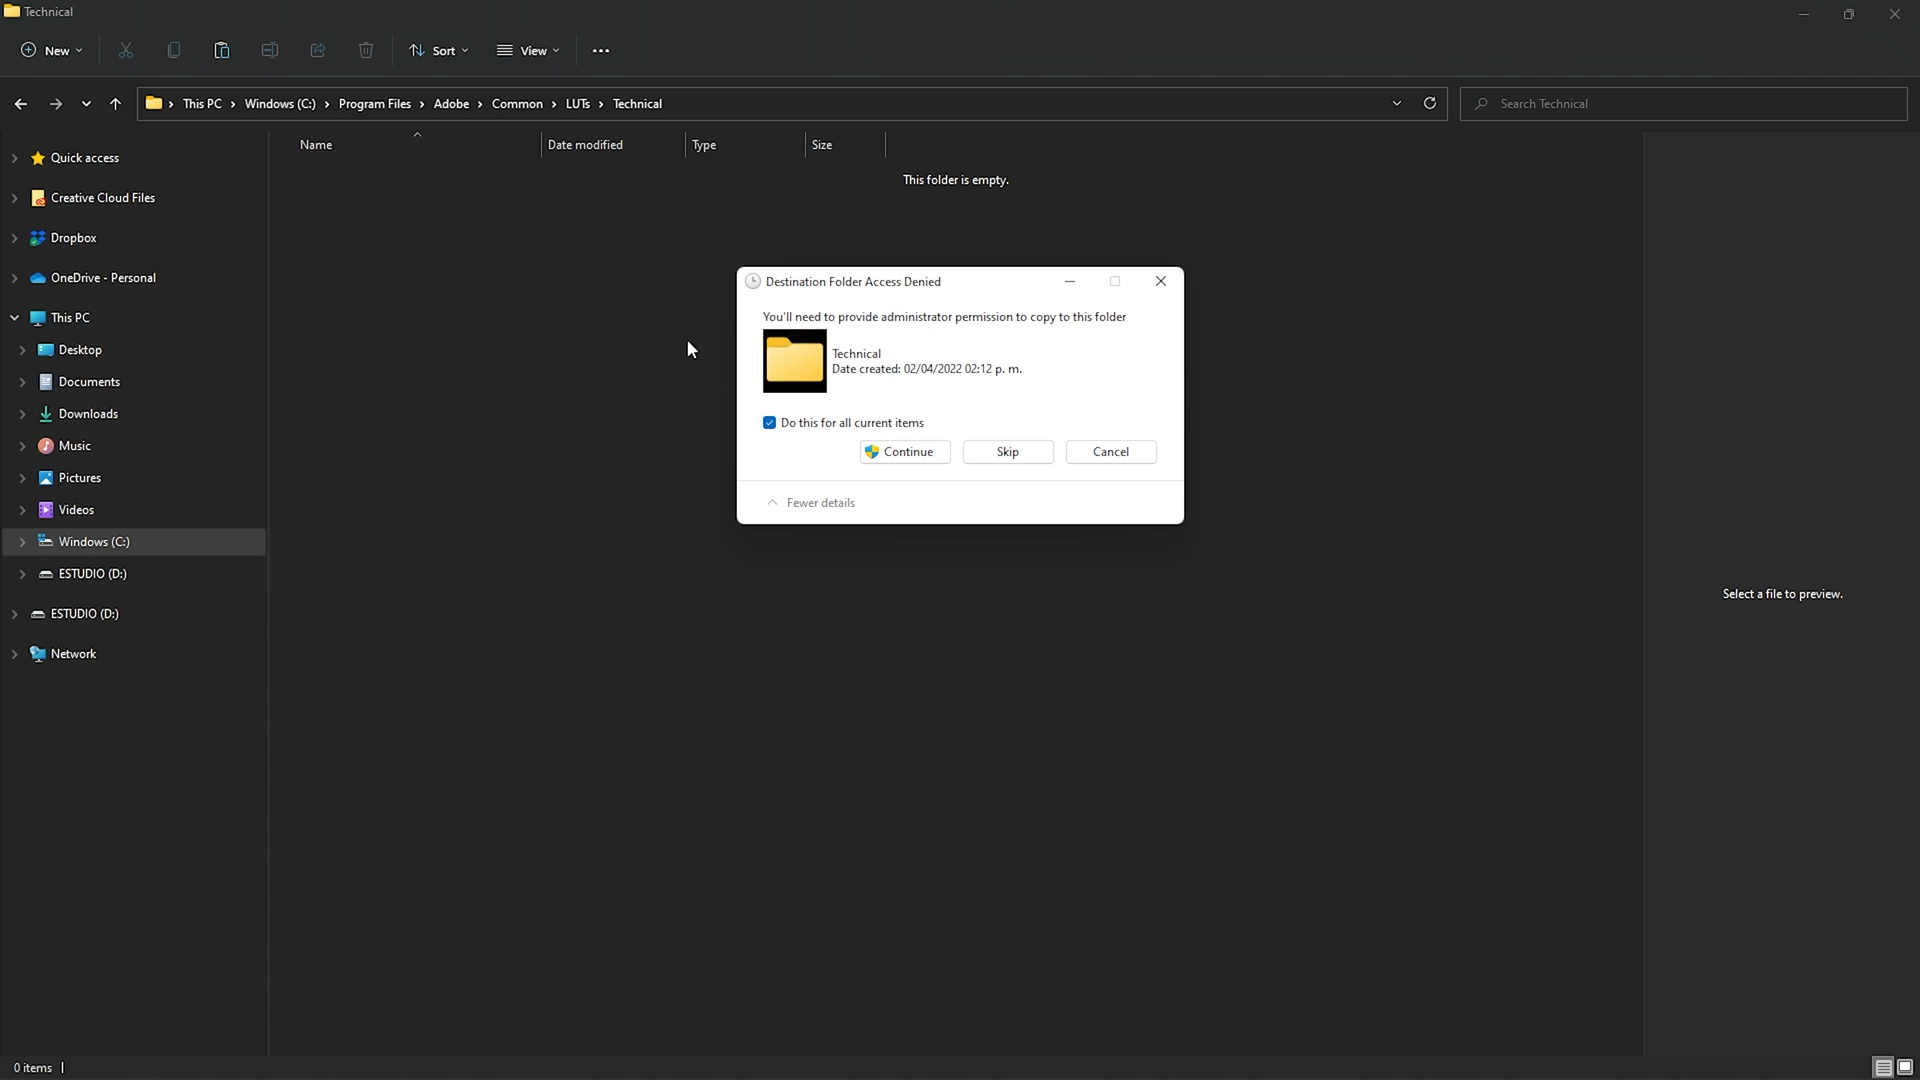 Technical
New
Sort
View
This PC > Windows (C:) > Program Files > Adobe > Common > LUTs > Technical
Search Technical
Name
Date modified
Type
Size
This folder is empty.
Quick access
Creative Cloud Files
Dropbox
OneDrive - Personal
This PC
Desktop
Documents
Downloads
Music
Pictures
Videos
Windows (C:)
ESTUDIO (D:)
ESTUDIO (D:)
Network
Destination Folder Access Denied
You'll need to provide administrator permission to copy to this folder
Technical
Date created: 02/04/2022 02:12 p. m.
Do this for all current items
Continue
Skip
Cancel
Fewer details
Select a file to preview.
0 items